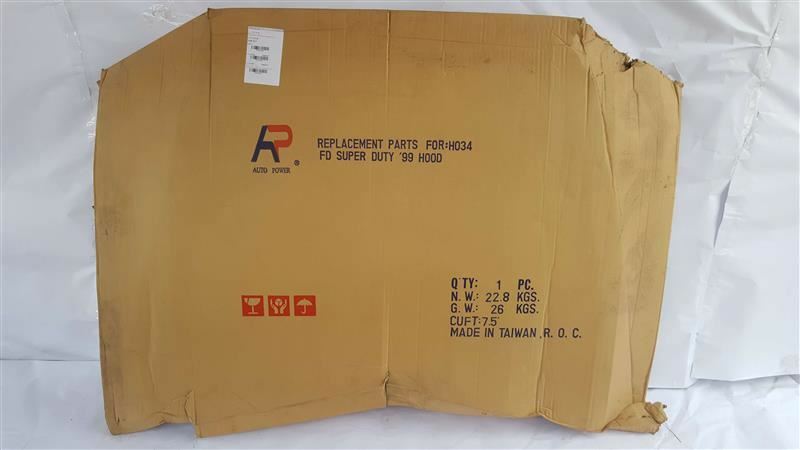 AP
®
AUTO POWER
REPLACEMENT PARTS FOR:H034
FD SUPER DUTY '99 HOOD
Q'TY: 1 PC.
N. W.: 22.8 KGS.
G. W.: 26 KGS.
CUFT:7.5'
MADE IN TAIWAN, R. O. C.